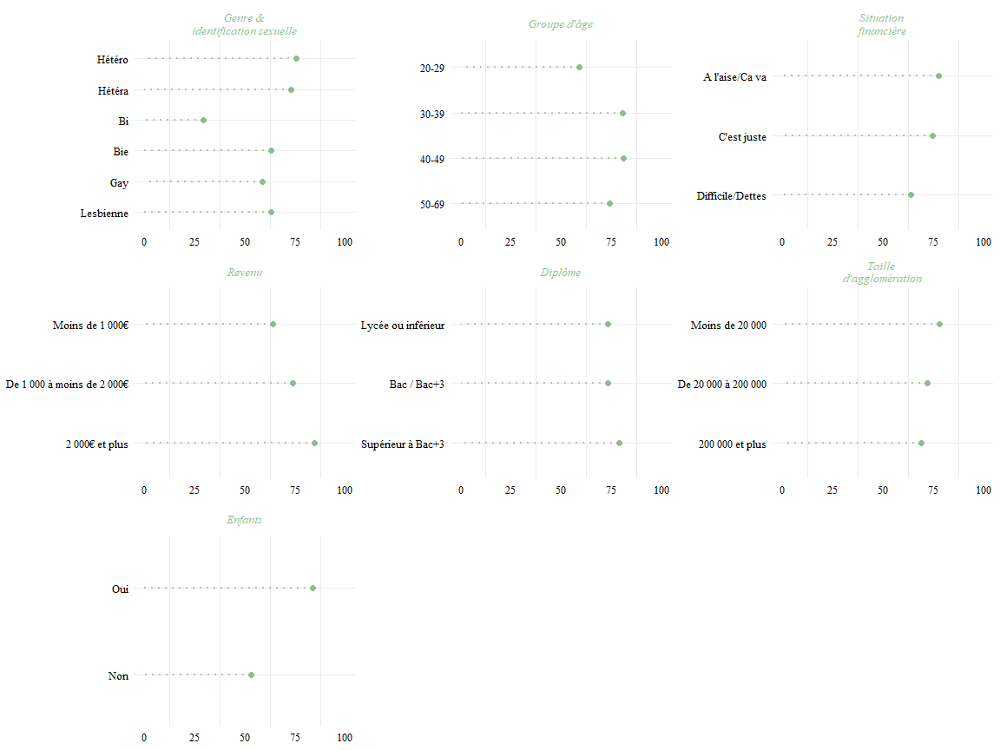 Genre &
identification sexuelle
Hétéro
Hétéra
Bi
Bie
Gay
Lesbienne
0 25 50 75 100
Groupe d'âge
20-29
30-39
40-49
50-69
0 25 50 75 100
Situation
financière
A l'aise/Ca va
C'est juste
Difficile/Dettes
0 25 50 75 100
Revenu
Moins de 1 000€
De 1 000 à moins de 2 000€
2 000€ et plus
0 25 50 75 100
Diplôme
Lycée ou inférieur
Bac / Bac+3
Supérieur à Bac+3
0 25 50 75 100
Taille
d'agglomération
Moins de 20 000
De 20 000 à 200 000
200 000 et plus
0 25 50 75 100
Enfants
Oui
Non
0 25 50 75 100